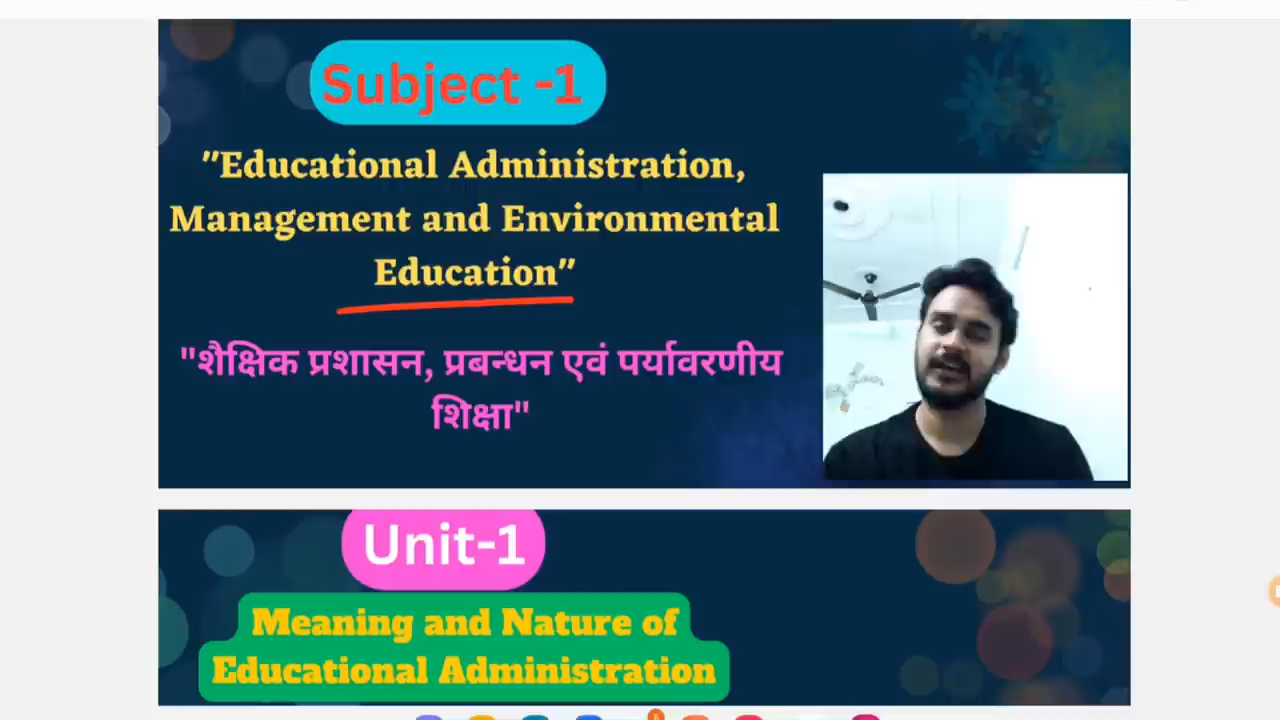 Subject -1
"Educational Administration,
Management and Environmental
Education"
"शैक्षिक प्रशासन, प्रबन्धन एवं पर्यावरणीय
शिक्षा"
Unit-1
Meaning and Nature of
Educational Administration